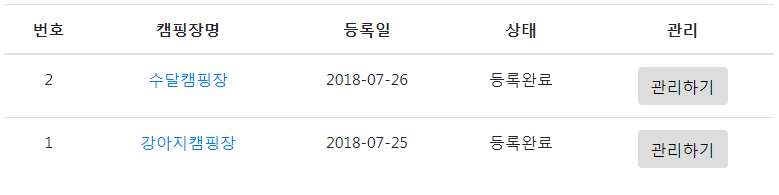 번호 캠핑장명 등록일 상태 관리
2 수달캠핑장 2018-07-26 등록완료 관리하기
1 강아지캠핑장 2018-07-25 등록완료 관리하기